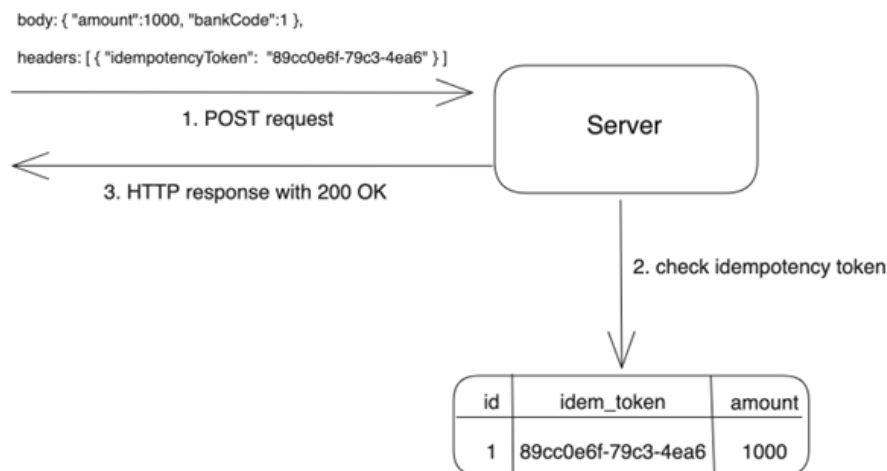 body: { "amount":1000, "bankCode":1 },
headers: [ { "idempotencyToken": "89cc0e6f-79c3-4ea6" } ]
1. POST request
Server
3. HTTP response with 200 OK
2. check idempotency token
id idem_token amount
1 89cc0e6f-79c3-4ea6 1000